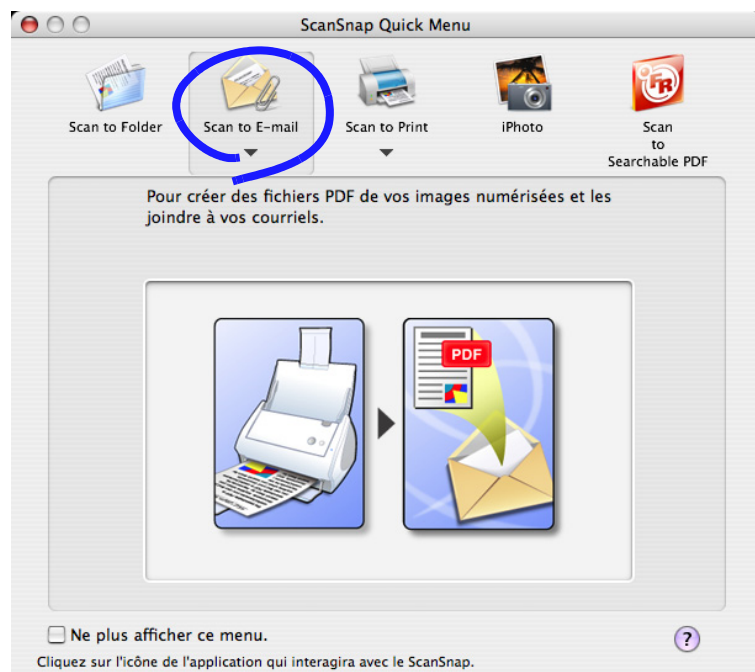 ScanSnap Quick Menu
Scan to Folder
Scan to E-mail
Scan to Print
iPhoto
Scan
to
Searchable PDF
Pour créer des fichiers PDF de vos images numérisées et les
joindre à vos courriels.
PDF
Ne plus afficher ce menu.
?
Cliquez sur l'icône de l'application qui interagira avec le ScanSnap.